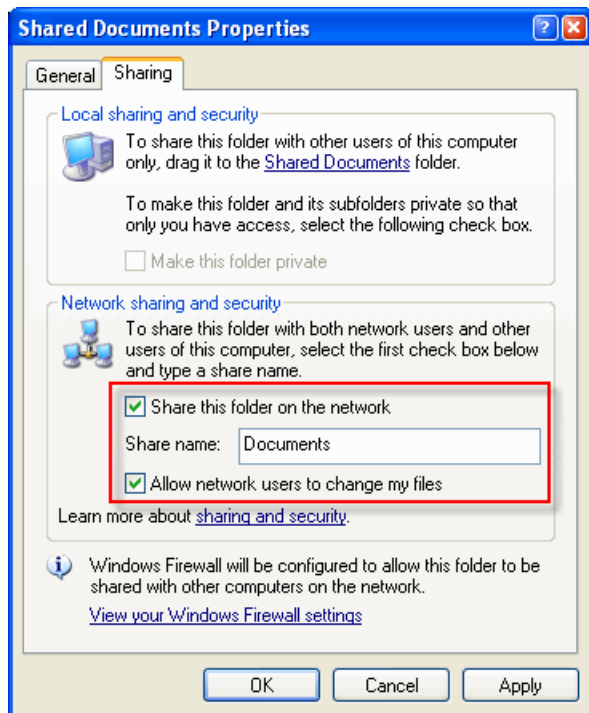 Shared Documents Properties
General
Sharing
Local sharing and security
To share this folder with other users of this computer
only, drag it to the Shared Documents folder.
To make this folder and its subfolders private so that
only you have access, select the following check box.
Make this folder private
Network sharing and security
To share this folder with both network users and other
users of this computer, select the first check box below
and type a share name.
Share this folder on the network
Share name: Documents
Allow network users to change my files
Learn more about sharing and security.
Windows Firewall will be configured to allow this folder to be
shared with other computers on the network.
View your Windows Firewall settings
OK Cancel Apply